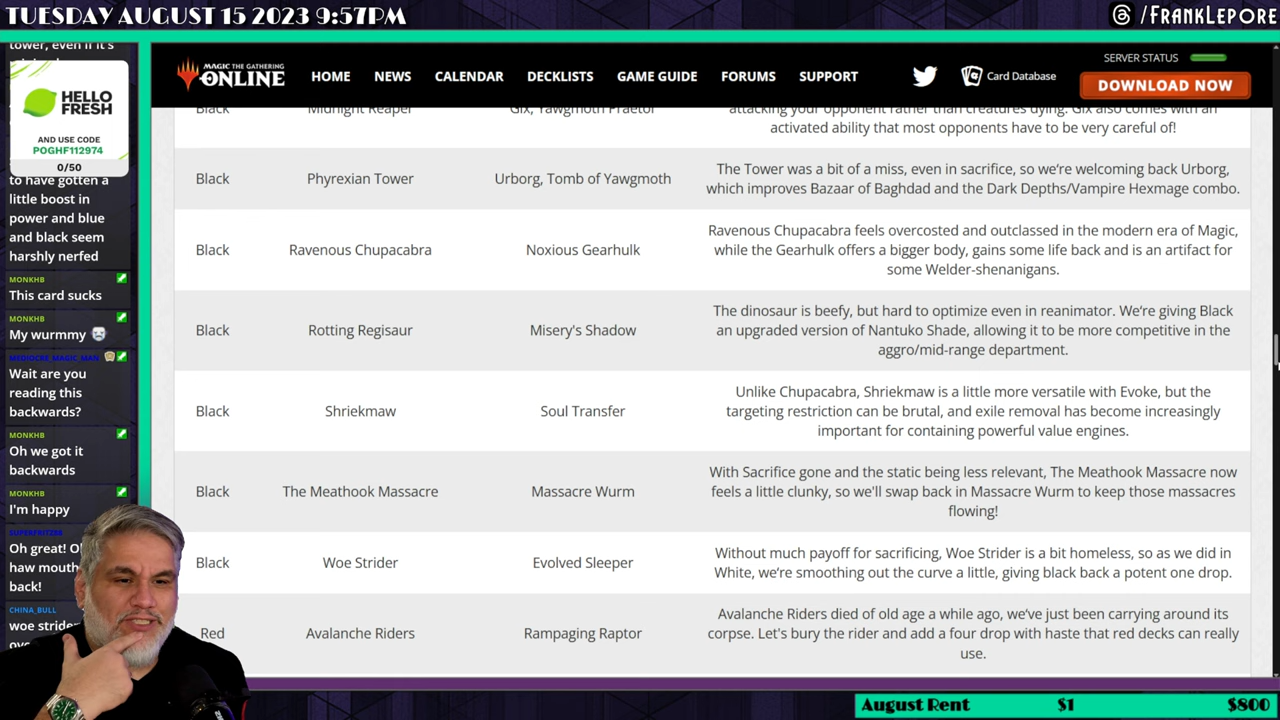 TUESDAY AUGUST 15 2023 9:57PM
/FRANKLEPORE
tower, even if it's
HELLO
FRESH
AND USE CODE
POGHF112974
0/50
to have gotten a
little boost in
power and blue
and black seem
harshly nerfed
MONKHB
This card sucks
MONKHB
My wurmmy
MEDIOCRE_MAGIC_MAN
Wait are you
reading this
backwards?
MONKHB
Oh we got it
backwards
MONKHB
I'm happy
SUPERFRITZER
Oh great!
haw mouth
back!
CHINA_BULL
woe strider
MAGIC THE GATHERING
ONLINE
HOME NEWS CALENDAR DECKLISTS GAME GUIDE FORUMS SUPPORT
Card Database
SERVER STATUS
DOWNLOAD NOW
Black Midnight Reaper Gix, Yawgmoth Praetor attacking your opponent rather than creatures dying. Gix also comes with an
activated ability that most opponents have to be very careful of!
Black Phyrexian Tower Urborg, Tomb of Yawgmoth The Tower was a bit of a miss, even in sacrifice, so we're welcoming back Urborg,
which improves Bazaar of Baghdad and the Dark Depths/Vampire Hexmage combo.
Black Ravenous Chupacabra Noxious Gearhulk Ravenous Chupacabra feels overcosted and outclassed in the modern era of Magic,
while the Gearhulk offers a bigger body, gains some life back and is an artifact for
some Welder-shenanigans.
Black Rotting Regisaur Misery's Shadow The dinosaur is beefy, but hard to optimize even in reanimator. We're giving Black
an upgraded version of Nantuko Shade, allowing it to be more competitive in the
aggro/mid-range department.
Black Shriekmaw Soul Transfer Unlike Chupacabra, Shriekmaw is a little more versatile with Evoke, but the
targeting restriction can be brutal, and exile removal has become increasingly
important for containing powerful value engines.
Black The Meathook Massacre Massacre Wurm With Sacrifice gone and the static being less relevant, The Meathook Massacre now
feels a little clunky, so we'll swap back in Massacre Wurm to keep those massacres
flowing!
Black Woe Strider Evolved Sleeper Without much payoff for sacrificing, Woe Strider is a bit homeless, so as we did in
White, we're smoothing out the curve a little, giving black back a potent one drop.
Red Avalanche Riders Rampaging Raptor Avalanche Riders died of old age a while ago, we've just been carrying around its
corpse. Let's bury the rider and add a four drop with haste that red decks can really
use.
August Rent $1 $800